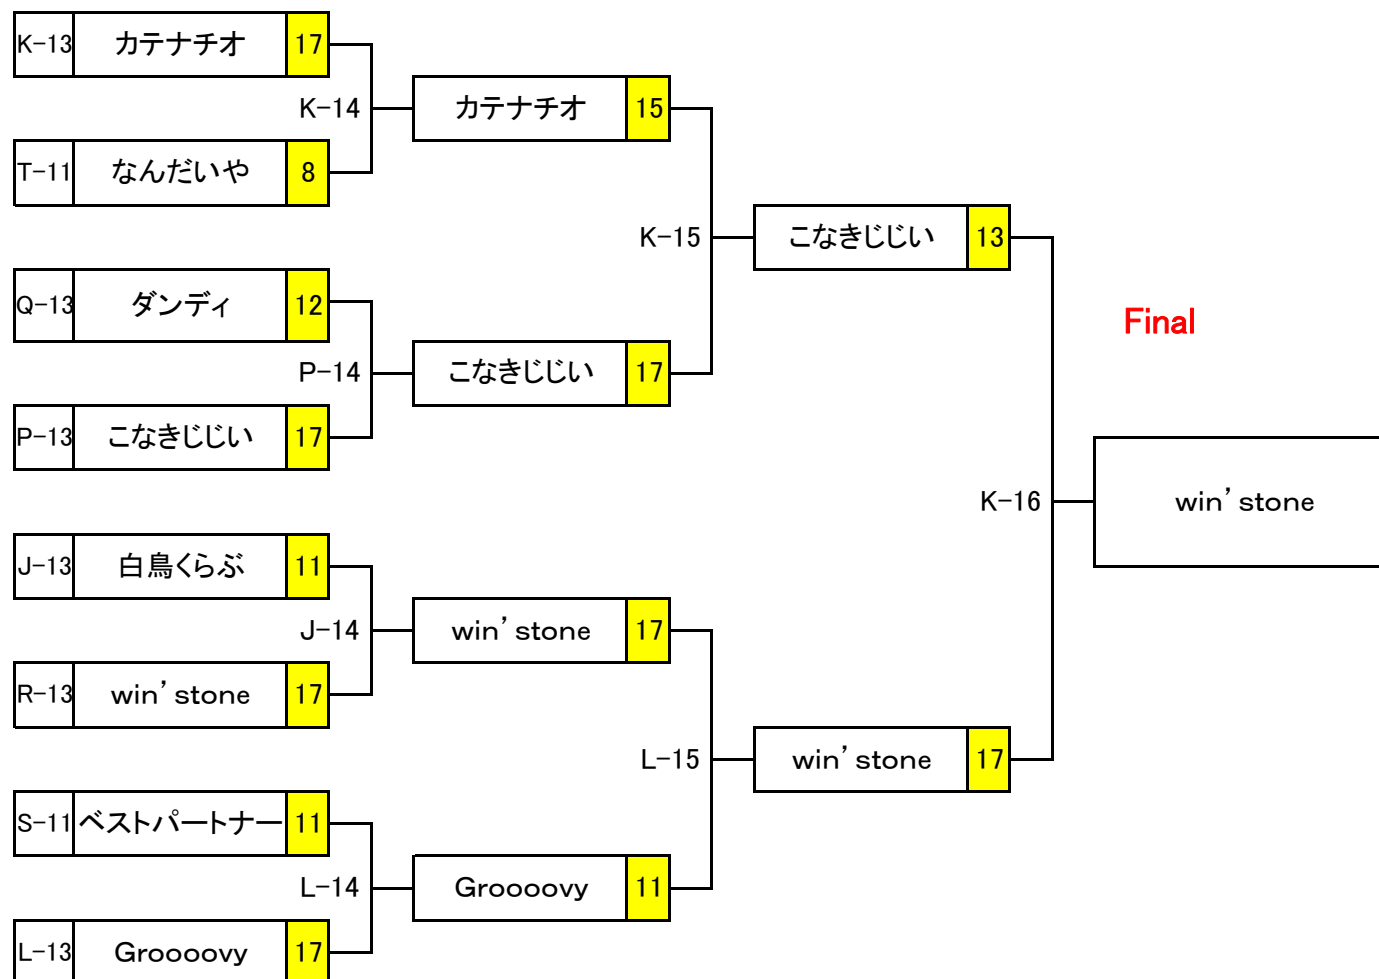 K-13 カテナチオ 17
K-14 カテナチオ 15
T-11 なんだいや 8
K-15 こなきじじい 13
Q-13 ダンディ 12
Final
P-14 こなきじじい 17
P-13 こなきじじい 17
K-16 win’stone
J-13 白鳥くらぶ 11
J-14 win’stone 17
R-13 win’stone 17
L-15 win’stone 17
S-11 ベストパートナー 11
L-14 Groooovy 11
L-13 Groooovy 17